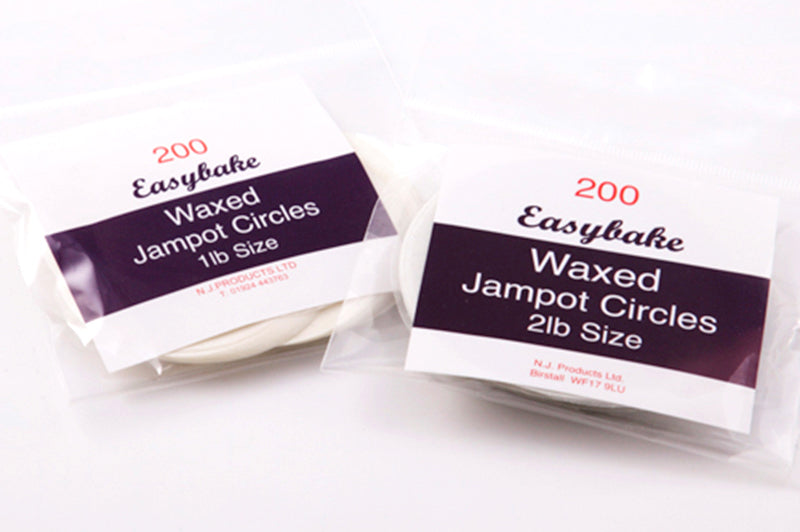 200
Easybake
Waxed
Jampot Circles
1lb Size
N.J.PRODUCTS LTD
T: 01924 443763
200
Easybake
Waxed
Jampot Circles
2lb Size
N.J. Products Ltd.
Birstall WF17 9LU